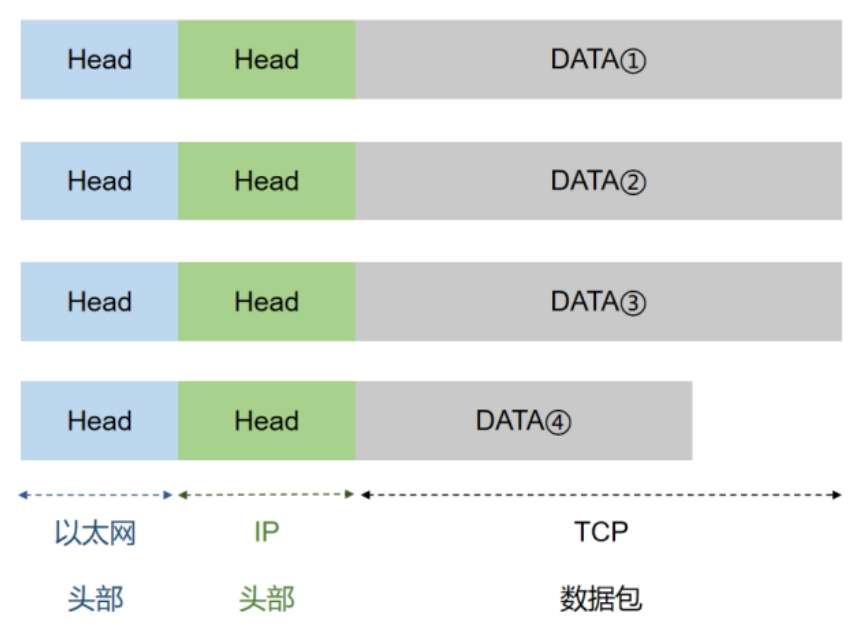 Head Head DATA①
Head Head DATA②
Head Head DATA③
Head Head DATA④
以太网 IP TCP
头部 头部 数据包